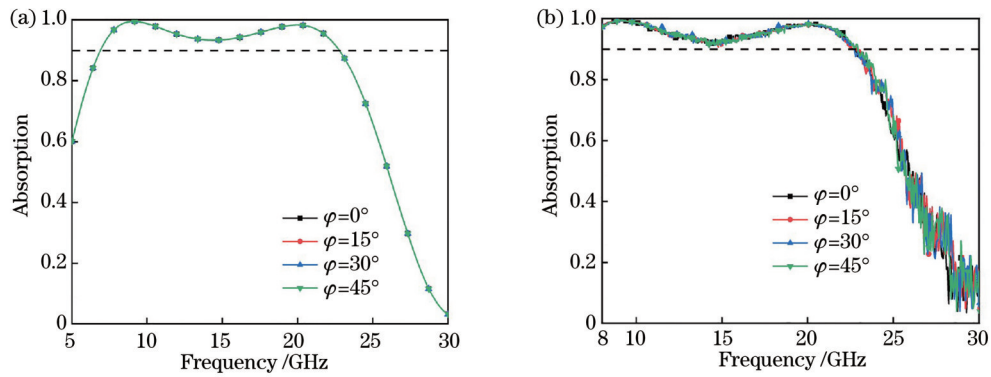 (a)
1.0
0.8
0.6
0.4
0.2
0
Absorption
φ=0°
φ=15°
φ=30°
φ=45°
5 10 15 20 25 30
Frequency /GHz
(b)
1.0
0.8
0.6
0.4
0.2
0
Absorption
φ=0°
φ=15°
φ=30°
φ=45°
8 10 15 20 25 30
Frequency /GHz